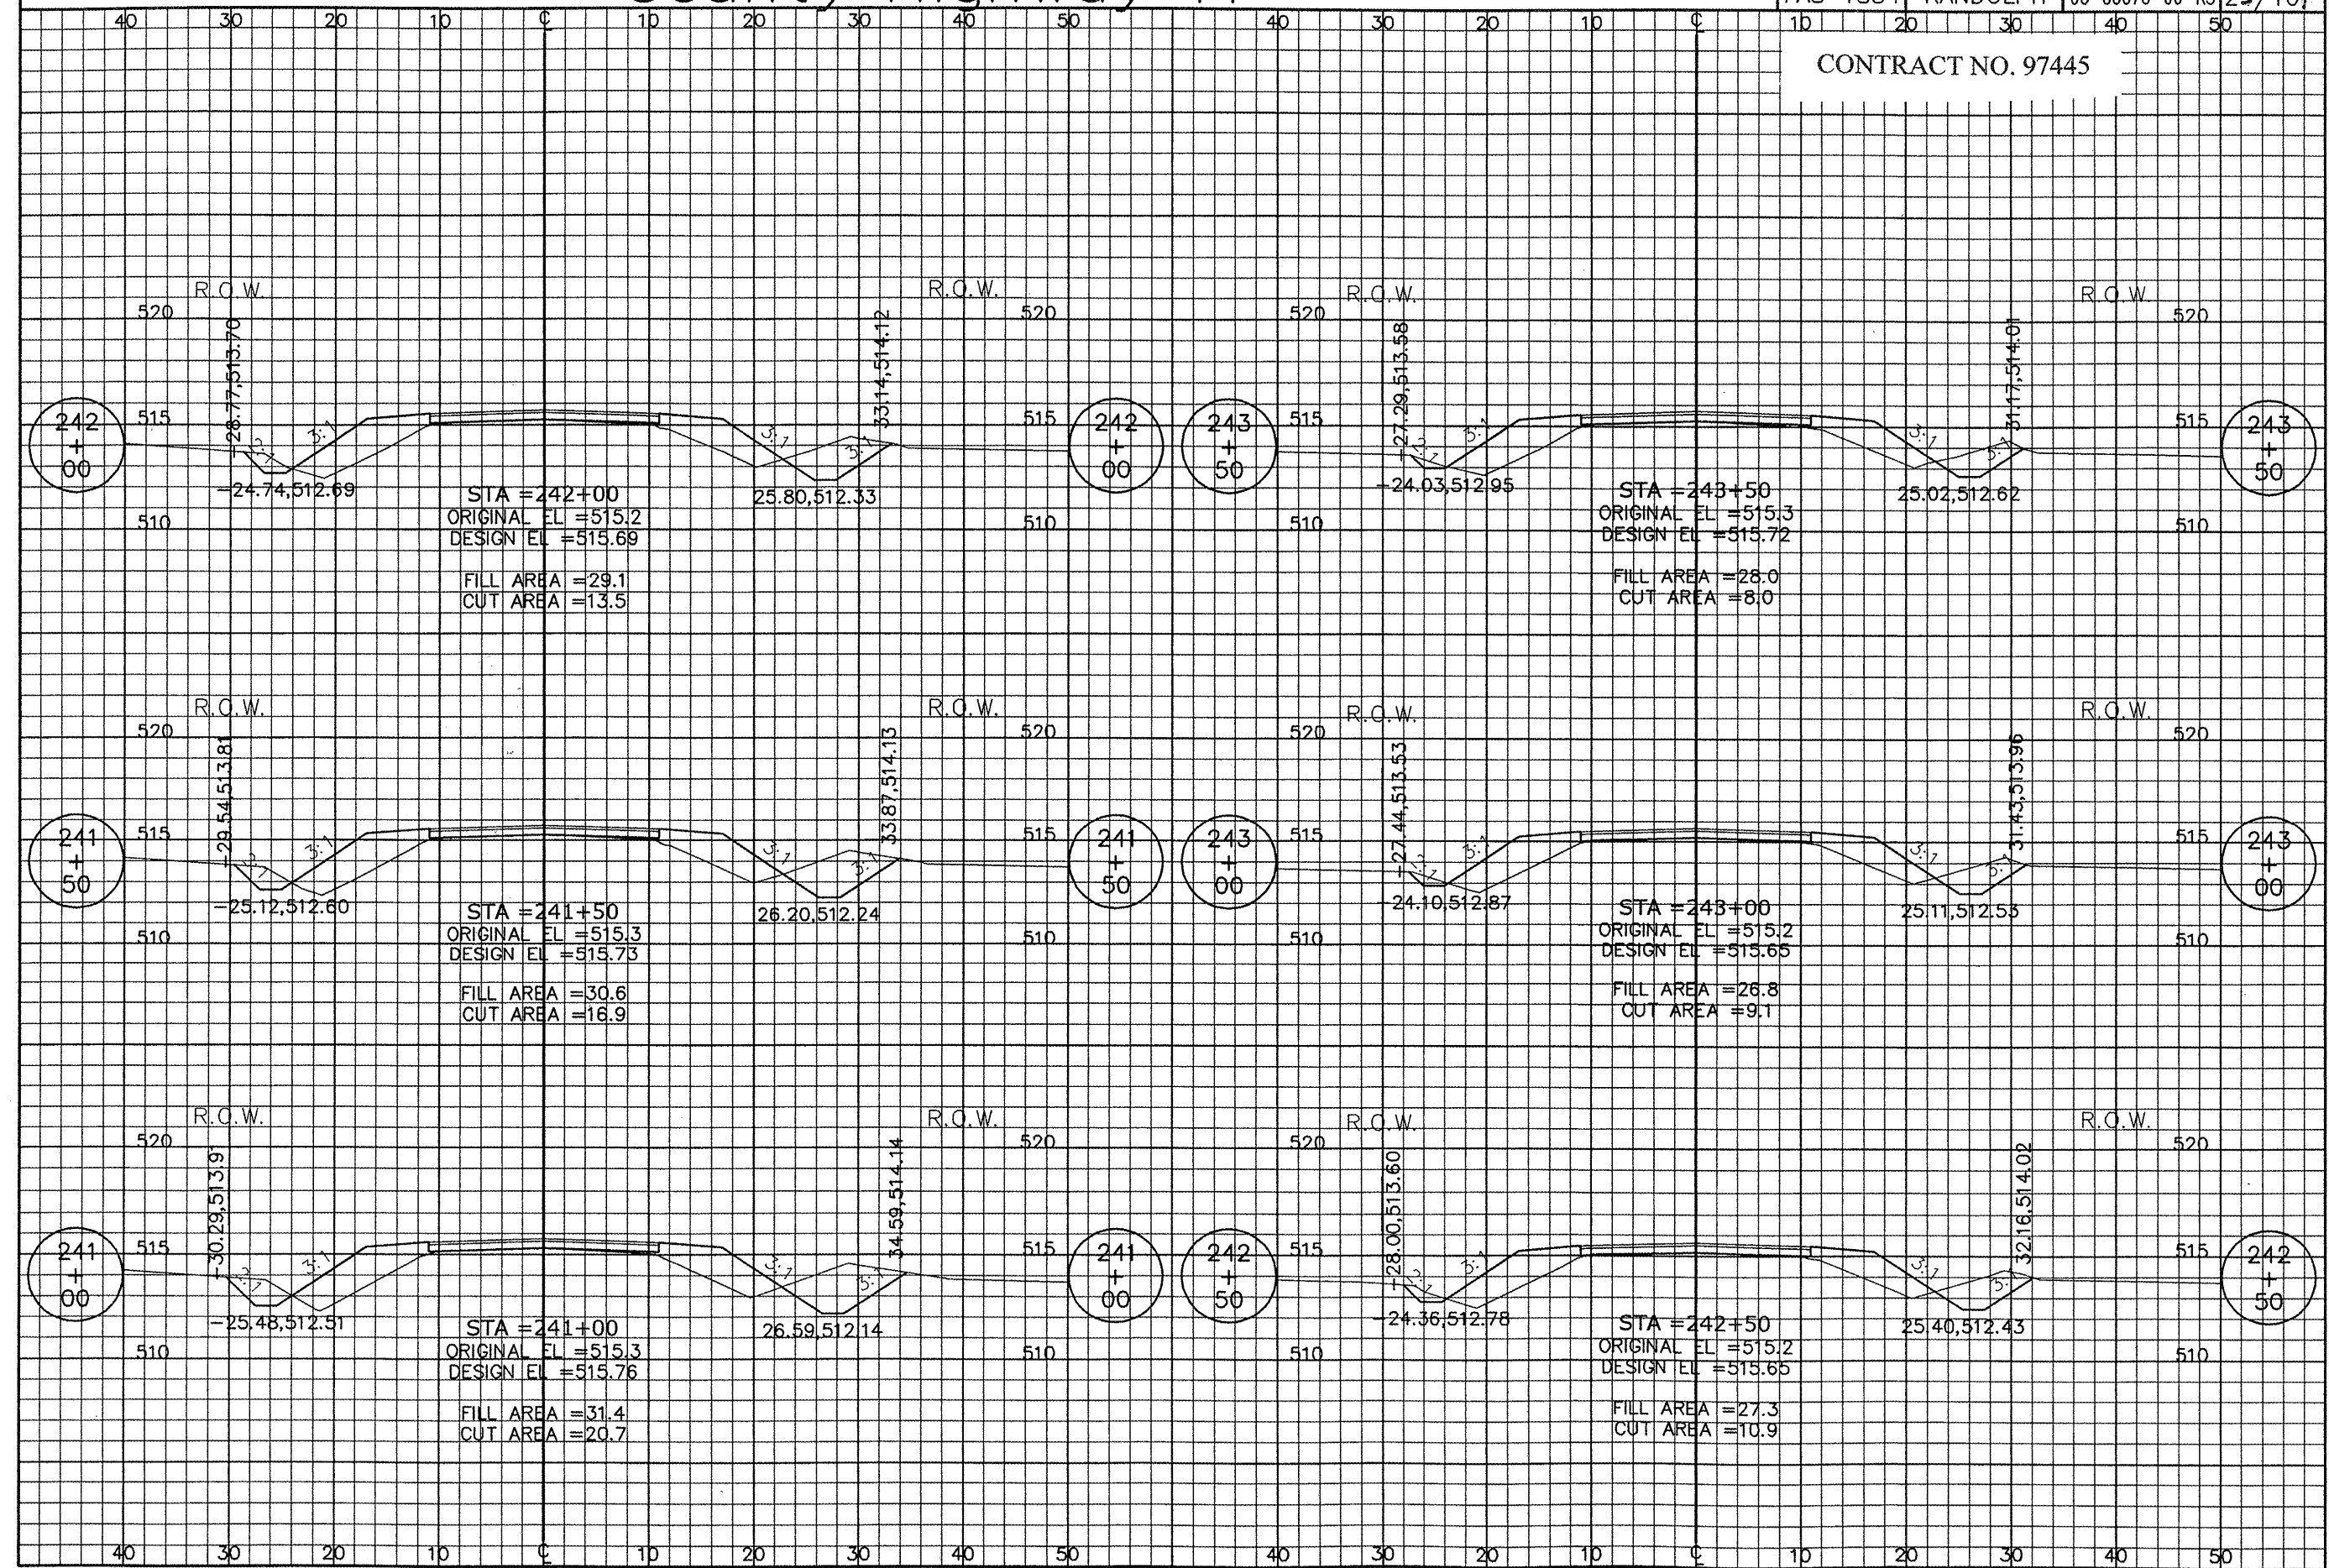 CONTRACT NO. 97445
40 30 20 10 ℄ 10 20 30 40 50 40 30 20 10 ℄ 10 20 30 40 50
R.O.W. R.O.W.
520 520
-28.77,513.70 33.14,514.12
242 + 00 515 2:1 3:1 3:1 3:1 515 242 + 00
-24.74,512.69 25.80,512.33
510 510
STA =242+00
ORIGINAL EL =515.2
DESIGN EL =515.69
FILL AREA =29.1
CUT AREA =13.5
R.O.W. R.O.W.
520 520
-27.29,513.58 31.17,514.01
243 + 50 515 2:1 3:1 3:1 3:1 515 243 + 50
-24.03,512.95 25.02,512.62
510 510
STA =243+50
ORIGINAL EL =515.3
DESIGN EL =515.72
FILL AREA =28.0
CUT AREA =8.0
R.O.W. R.O.W.
520 520
-29.54,513.81 33.87,514.13
241 + 50 515 2:1 3:1 3:1 3:1 515 241 + 50
-25.12,512.60 26.20,512.24
510 510
STA =241+50
ORIGINAL EL =515.3
DESIGN EL =515.73
FILL AREA =30.6
CUT AREA =16.9
R.O.W. R.O.W.
520 520
-27.44,513.53 31.43,513.96
243 + 00 515 2:1 3:1 3:1 3:1 515 243 + 00
-24.10,512.87 25.11,512.53
510 510
STA =243+00
ORIGINAL EL =515.2
DESIGN EL =515.65
FILL AREA =26.8
CUT AREA =9.1
R.O.W. R.O.W.
520 520
-30.29,513.91 34.59,514.14
241 + 00 515 2:1 3:1 3:1 515 241 + 00
-25.48,512.51 26.59,512.14
510 510
STA =241+00
ORIGINAL EL =515.3
DESIGN EL =515.76
FILL AREA =31.4
CUT AREA =20.7
R.O.W. R.O.W.
520 520
-28.00,513.60 32.16,514.02
242 + 50 515 2:1 3:1 3:1 3:1 515 242 + 50
-24.36,512.78 25.40,512.43
510 510
STA =242+50
ORIGINAL EL =515.2
DESIGN EL =515.65
FILL AREA =27.3
CUT AREA =10.9
40 30 20 10 ℄ 10 20 30 40 50 40 30 20 10 ℄ 10 20 30 40 50